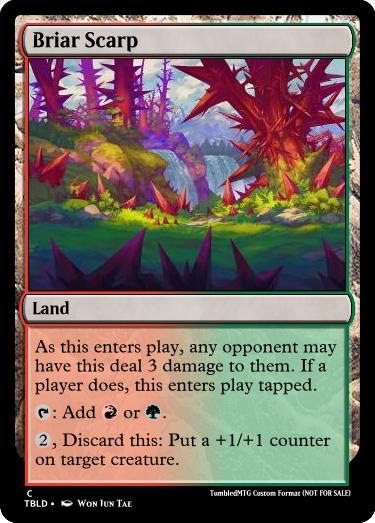 Briar Scarp
Land
As this enters play, any opponent may
have this deal 3 damage to them. If a
player does, this enters play tapped.
: Add or .
2, Discard this: Put a +1/+1 counter
on target creature.
C
TBLD • Won Jun Tae
TumbledMTG Custom Format (NOT FOR SALE)